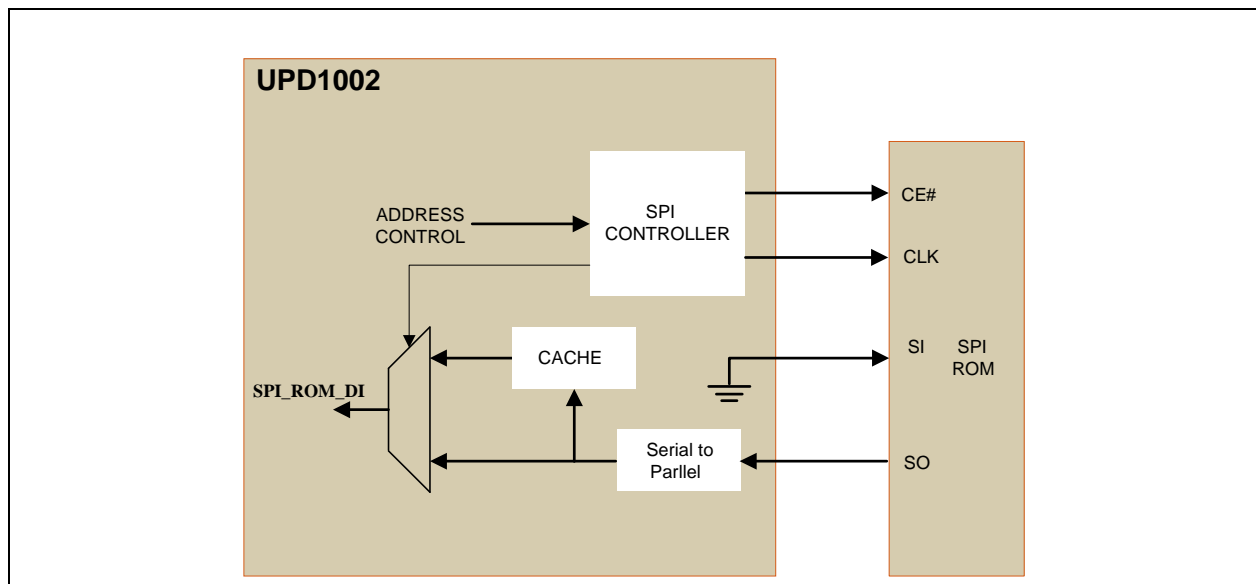 UPD1002
ADDRESS
CONTROL
SPI
CONTROLLER
CE#
CLK
CACHE
SI
SPI
ROM
SPI_ROM_DI
Serial to
Parllel
SO